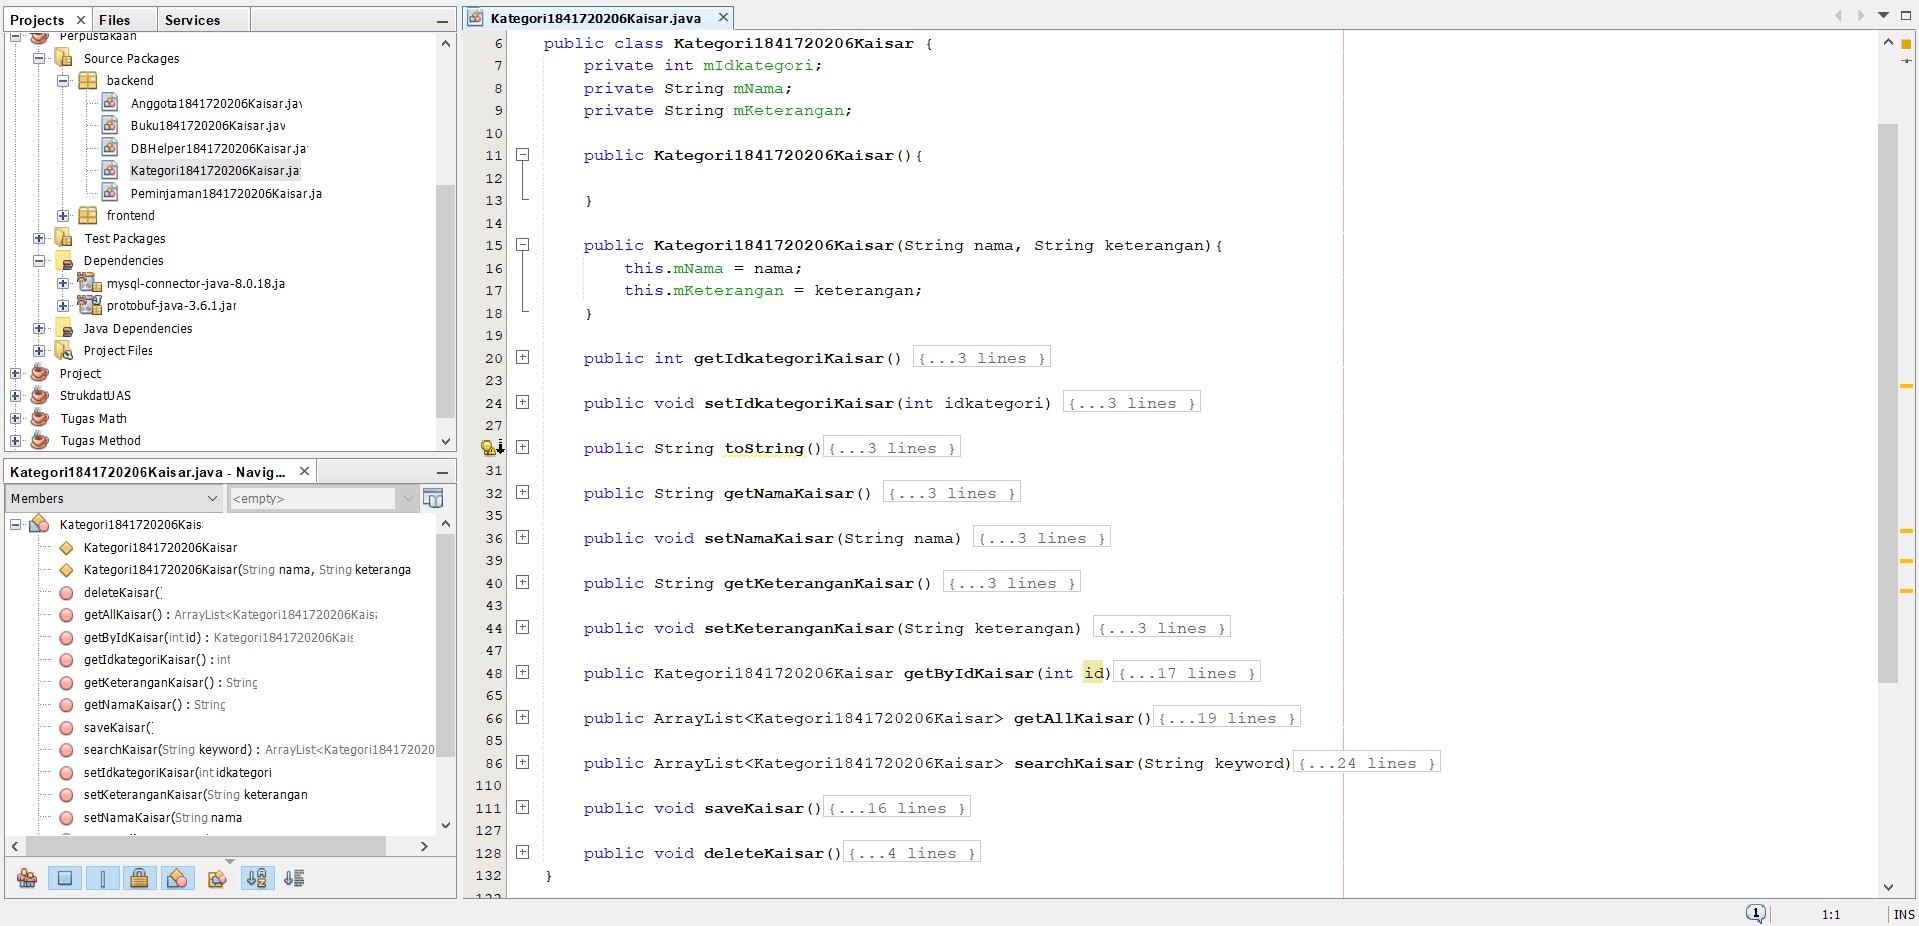 Projects
Files
Services
Perpustakaan
Source Packages
backend
Anggota1841720206Kaisar.jav
Buku1841720206Kaisar.jav
DBHelper1841720206Kaisar.ja
Kategori1841720206Kaisar.ja
Peminjaman1841720206Kaisar.ja
frontend
Test Packages
Dependencies
mysql-connector-java-8.0.18.ja
protobuf-java-3.6.1.jar
Java Dependencies
Project Files
Project
StrukdatUAS
Tugas Math
Tugas Method
Kategori1841720206Kaisar.java - Navig...
Members
<empty>
Kategori1841720206Kais
Kategori1841720206Kaisar
Kategori1841720206Kaisar(String nama, String keteranga
deleteKaisar()
getAllKaisar() : ArrayList<Kategori1841720206Kaisa
getByIdKaisar(int id) : Kategori1841720206Kais
getIdkategoriKaisar() : int
getKeteranganKaisar() : String
getNamaKaisar() : String
saveKaisar()
searchKaisar(String keyword) : ArrayList<Kategori184172020
setIdkategoriKaisar(int idkategori
setKeteranganKaisar(String keterangan
setNamaKaisar(String nama
Kategori1841720206Kaisar.java
6 public class Kategori1841720206Kaisar {
7 private int mIdkategori;
8 private String mNama;
9 private String mKeterangan;
10
11 public Kategori1841720206Kaisar(){
12
13 }
14
15 public Kategori1841720206Kaisar(String nama, String keterangan){
16 this.mNama = nama;
17 this.mKeterangan = keterangan;
18 }
19
20 public int getIdkategoriKaisar() {...3 lines }
23
24 public void setIdkategoriKaisar(int idkategori) {...3 lines }
27
public String toString(){...3 lines }
31
32 public String getNamaKaisar() {...3 lines }
35
36 public void setNamaKaisar(String nama) {...3 lines }
39
40 public String getKeteranganKaisar() {...3 lines }
43
44 public void setKeteranganKaisar(String keterangan) {...3 lines }
47
48 public Kategori1841720206Kaisar getByIdKaisar(int id){...17 lines }
65
66 public ArrayList<Kategori1841720206Kaisar> getAllKaisar(){...19 lines }
85
86 public ArrayList<Kategori1841720206Kaisar> searchKaisar(String keyword){...24 lines }
110
111 public void saveKaisar(){...16 lines }
127
128 public void deleteKaisar(){...4 lines }
132 }
1
1:1
INS